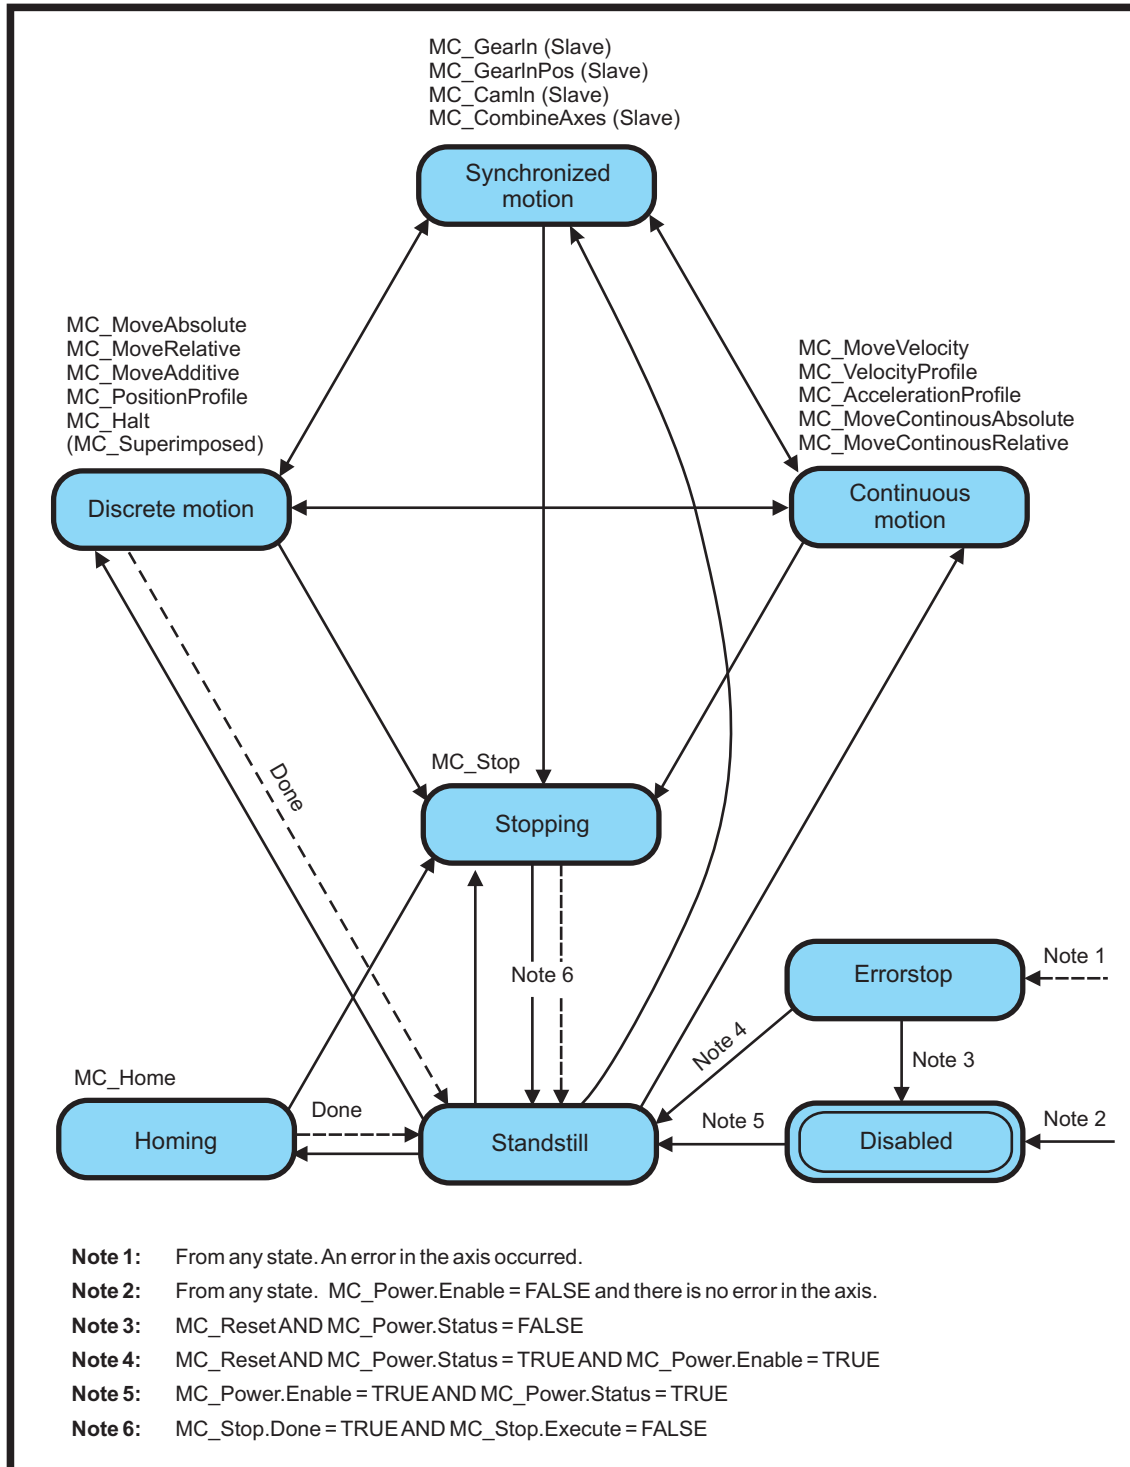 MC_GearIn (Slave)
MC_GearInPos (Slave)
MC_CamIn (Slave)
MC_CombineAxes (Slave)
Synchronized
motion
MC_MoveAbsolute
MC_MoveRelative
MC_MoveAdditive
MC_PositionProfile
MC_Halt
(MC_Superimposed)
MC_MoveVelocity
MC_VelocityProfile
MC_AccelerationProfile
MC_MoveContinousAbsolute
MC_MoveContinousRelative
Discrete motion
Continuous
motion
Done
MC_Stop
Stopping
Note 6
Errorstop
Note 1
Note 4
Note 3
MC_Home
Homing
Done
Standstill
Note 5
Disabled
Note 2
Note 1: From any state. An error in the axis occurred.
Note 2: From any state. MC_Power.Enable = FALSE and there is no error in the axis.
Note 3: MC_Reset AND MC_Power.Status = FALSE
Note 4: MC_Reset AND MC_Power.Status = TRUE AND MC_Power.Enable = TRUE
Note 5: MC_Power.Enable = TRUE AND MC_Power.Status = TRUE
Note 6: MC_Stop.Done = TRUE AND MC_Stop.Execute = FALSE